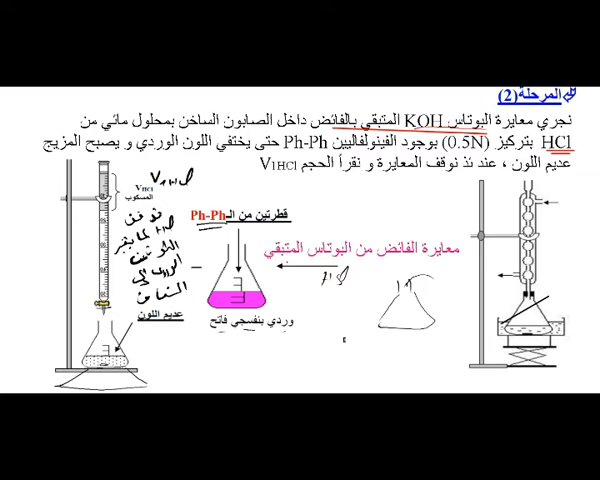 المرحلة (2)
نجري معايرة البوتاس KOH المتبقي بالفائض داخل الصابون الساخن بمحلول مائي من
HCl بتركيز (0.5N) بوجود الفينولفاليين Ph-Ph حتى يختفي اللون الوردي و يصبح المزيج
عديم اللون ، عند ئذ نوقف المعايرة و نقرأ الحجم V1HCl
VHCl
المسكوب
قطرتين من الـ Ph-Ph
معايرة الفائض من البوتاس المتبقي
عديم اللون
وردي بنفسجي فاتح